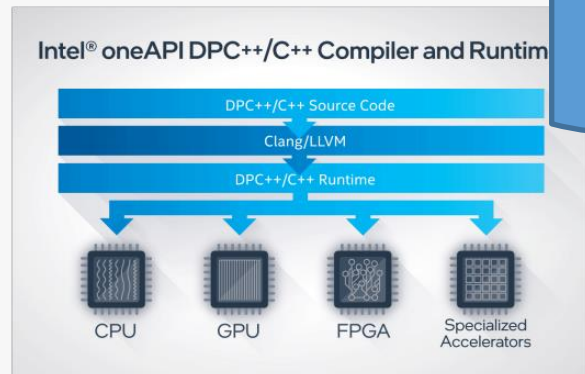 Intel® oneAPI DPC++/C++ Compiler and Runtim
DPC++/C++ Source Code
Clang/LLVM
DPC++/C++ Runtime
CPU
GPU
FPGA
Specialized
Accelerators